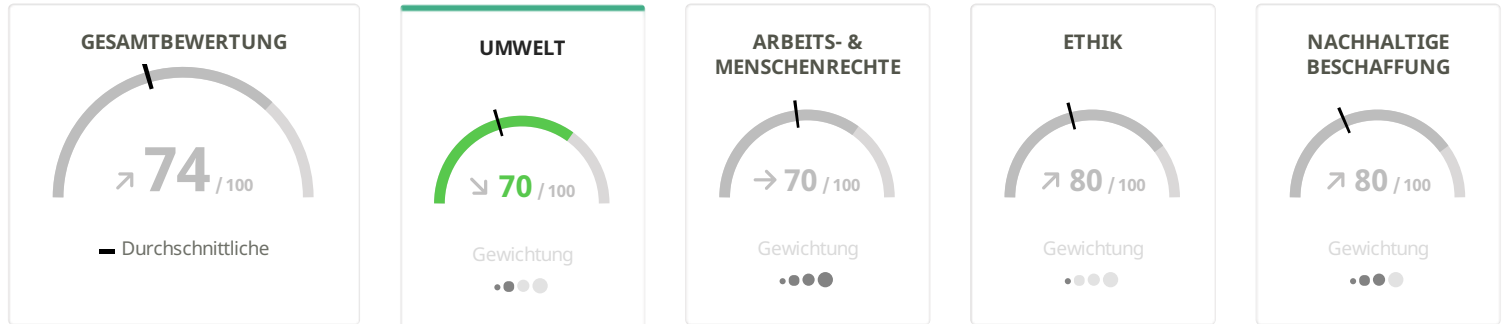 GESAMTBEWERTUNG
74 / 100
Durchschnittliche
UMWELT
70 / 100
Gewichtung
ARBEITS- &
MENSCHENRECHTE
70 / 100
Gewichtung
ETHIK
80 / 100
Gewichtung
NACHHALTIGE
BESCHAFFUNG
80 / 100
Gewichtung